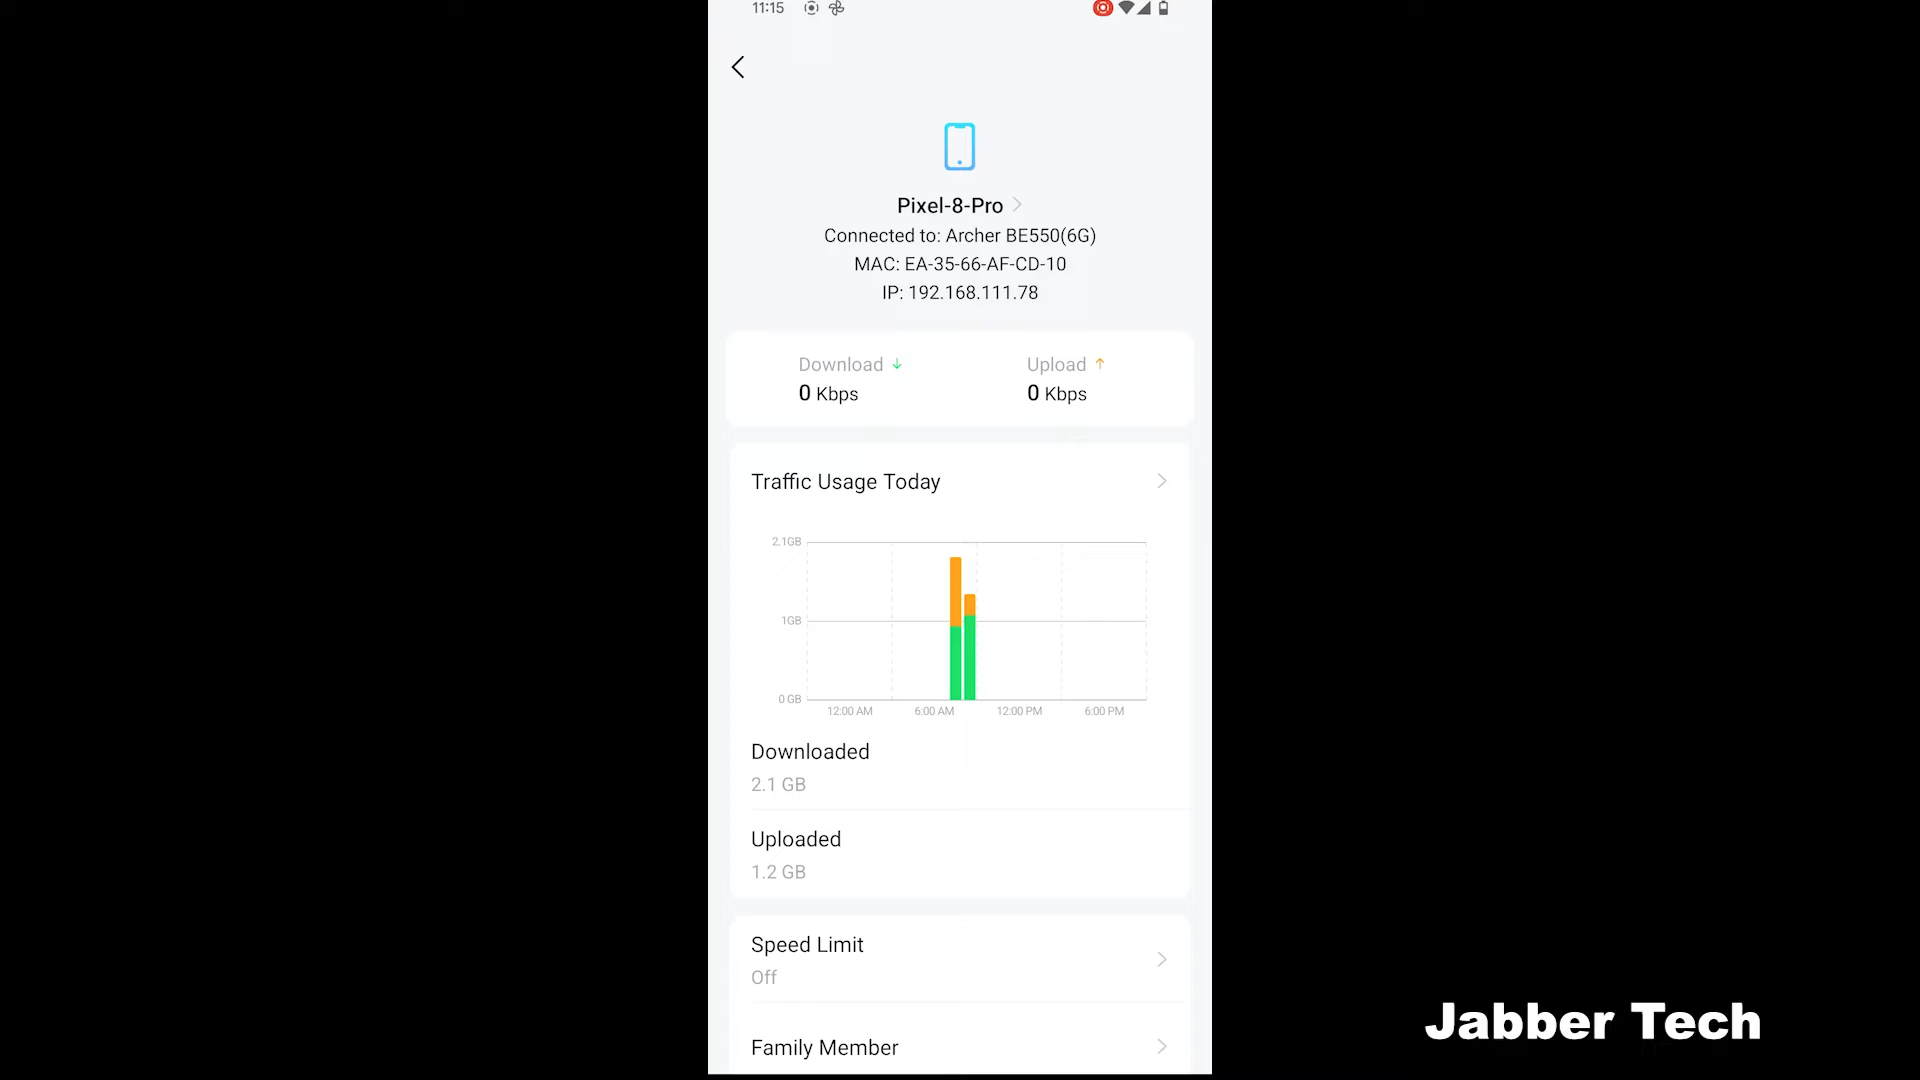 11:15
Pixel-8-Pro
Connected to: Archer BE550(6G)
MAC: EA-35-66-AF-CD-10
IP: 192.168.111.78
Download Upload
0 Kbps 0 Kbps
Traffic Usage Today
2.1GB
1GB
0 GB
12:00 AM 6:00 AM 12:00 PM 6:00 PM
Downloaded
2.1 GB
Uploaded
1.2 GB
Speed Limit
Off
Family Member
Jabber Tech